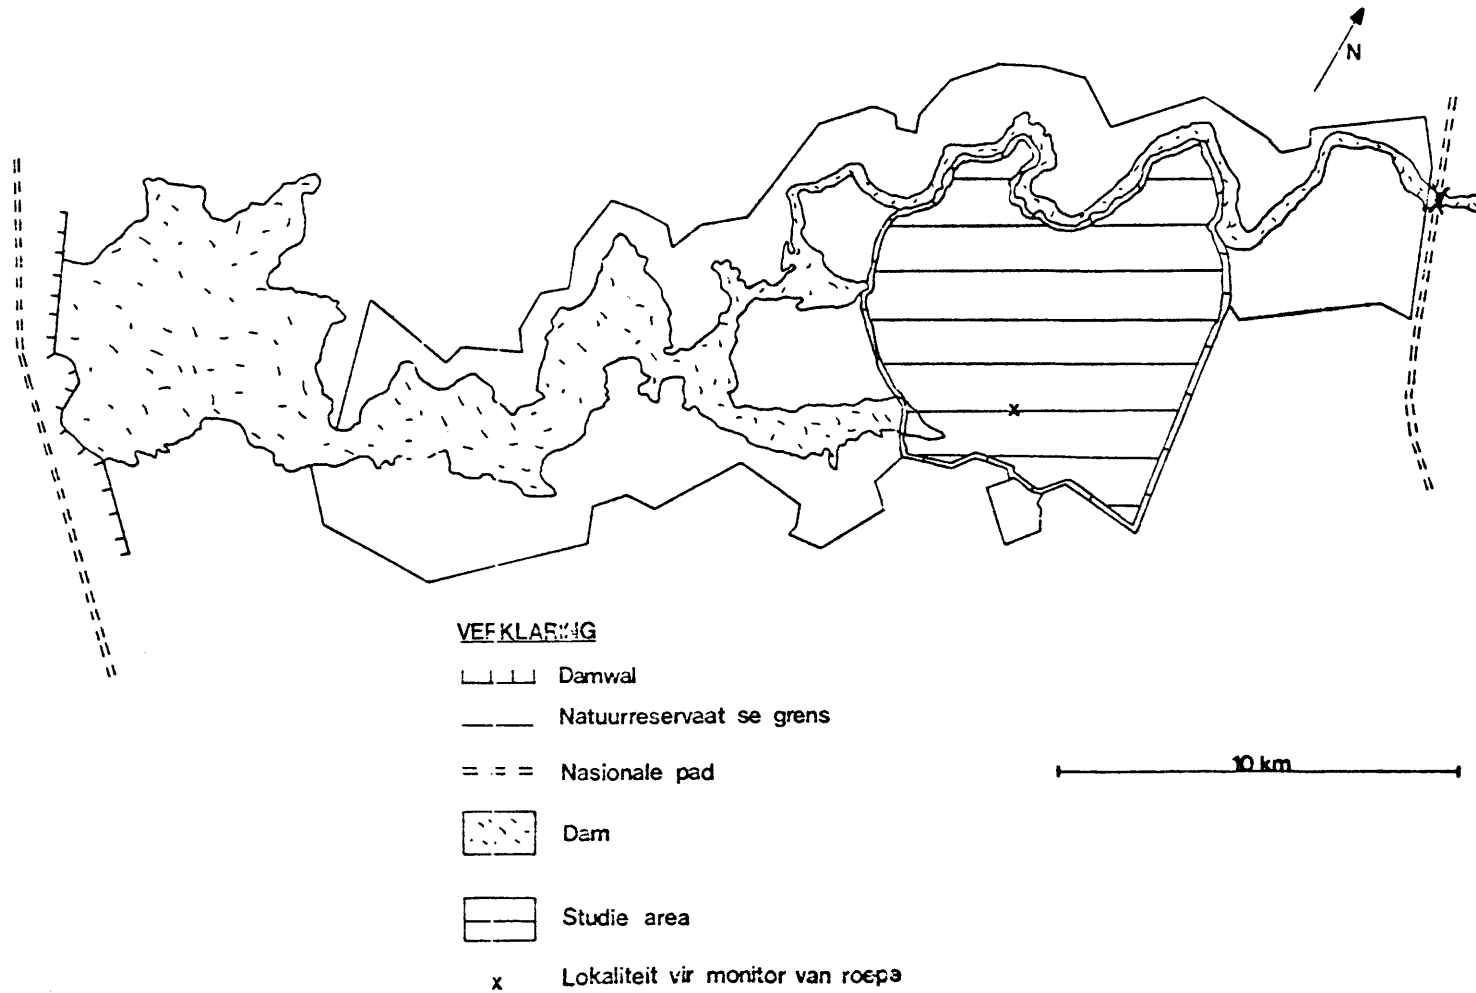 N
VERKLARING
Damwal
Natuurreservaat se grens
Nasionale pad
10 km
Dam
Studie area
x Lokaliteit vir monitor van roepe